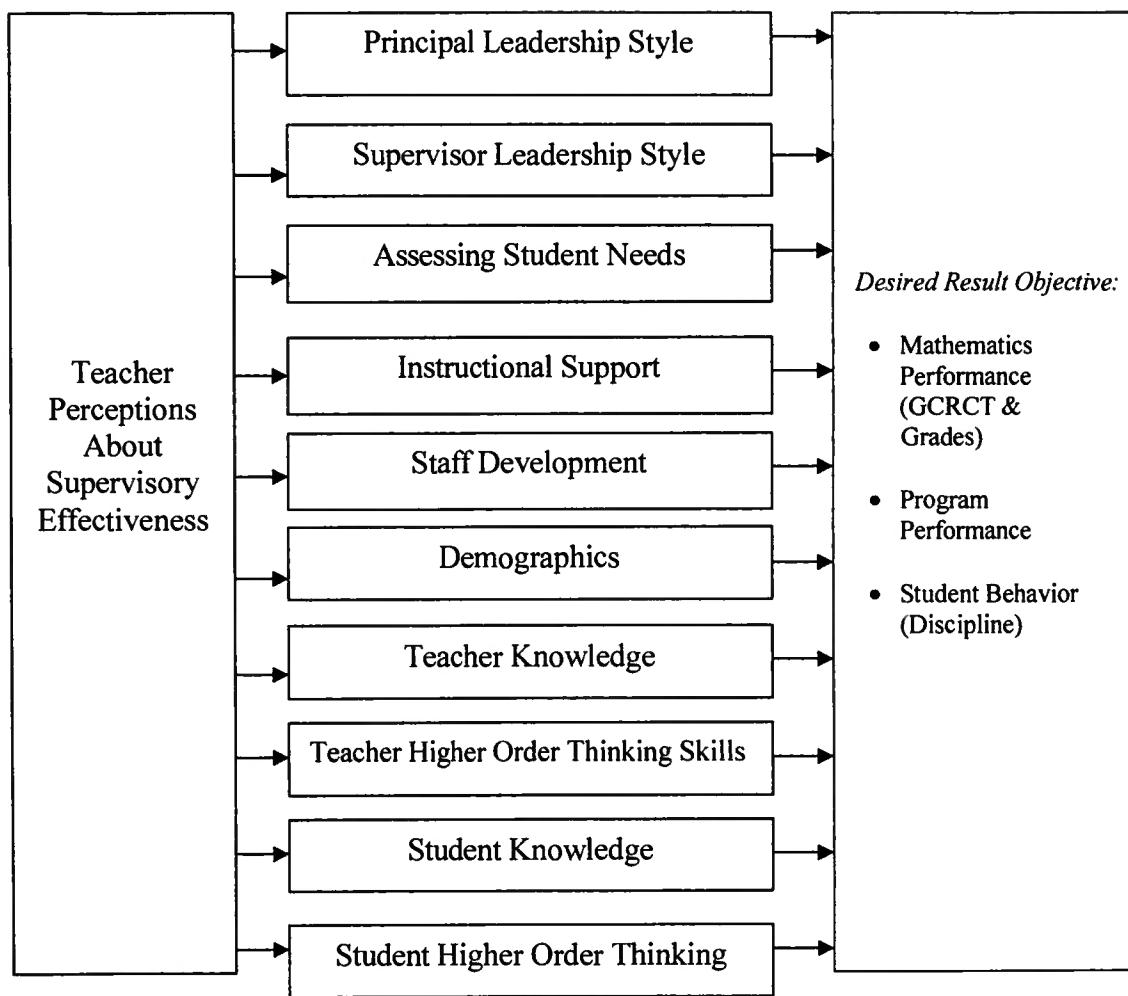 Teacher
Perceptions
About
Supervisory
Effectiveness
Principal Leadership Style
Supervisor Leadership Style
Assessing Student Needs
Instructional Support
Staff Development
Demographics
Teacher Knowledge
Teacher Higher Order Thinking Skills
Student Knowledge
Student Higher Order Thinking
Desired Result Objective:
• Mathematics
Performance
(GCRCT &
Grades)
• Program
Performance
• Student Behavior
(Discipline)